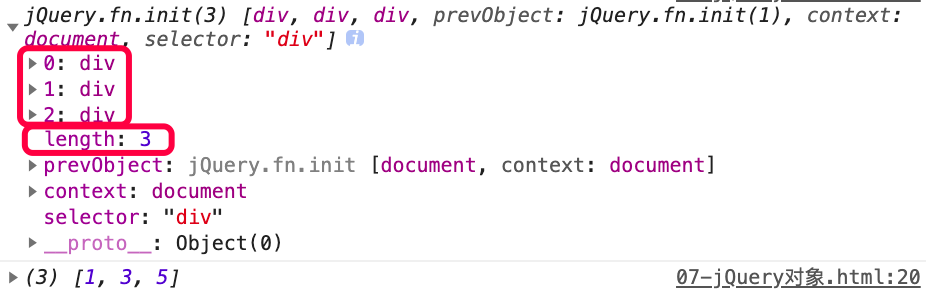 jQuery.fn.init(3) [div, div, div, prevObject: jQuery.fn.init(1), context:
document, selector: "div"] i
0: div
1: div
2: div
length: 3
prevObject: jQuery.fn.init [document, context: document]
context: document
selector: "div"
__proto__: Object(0)
(3) [1, 3, 5] 07-jQuery对象.html:20